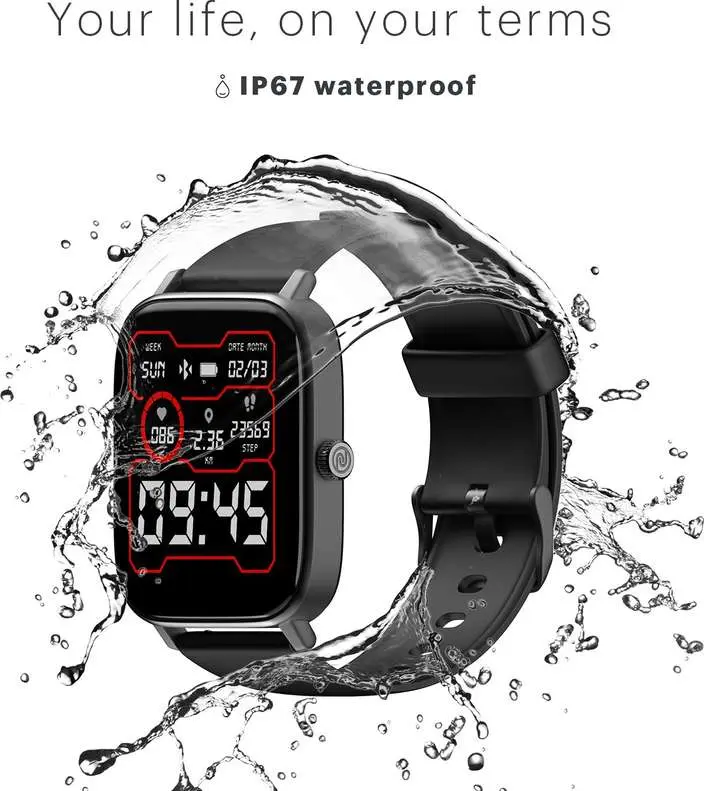 Your life, on your terms
IP67 waterproof
WEEK DATE MONTH
SUN 02/03
086 2.36 23569
KM STEP
09:45